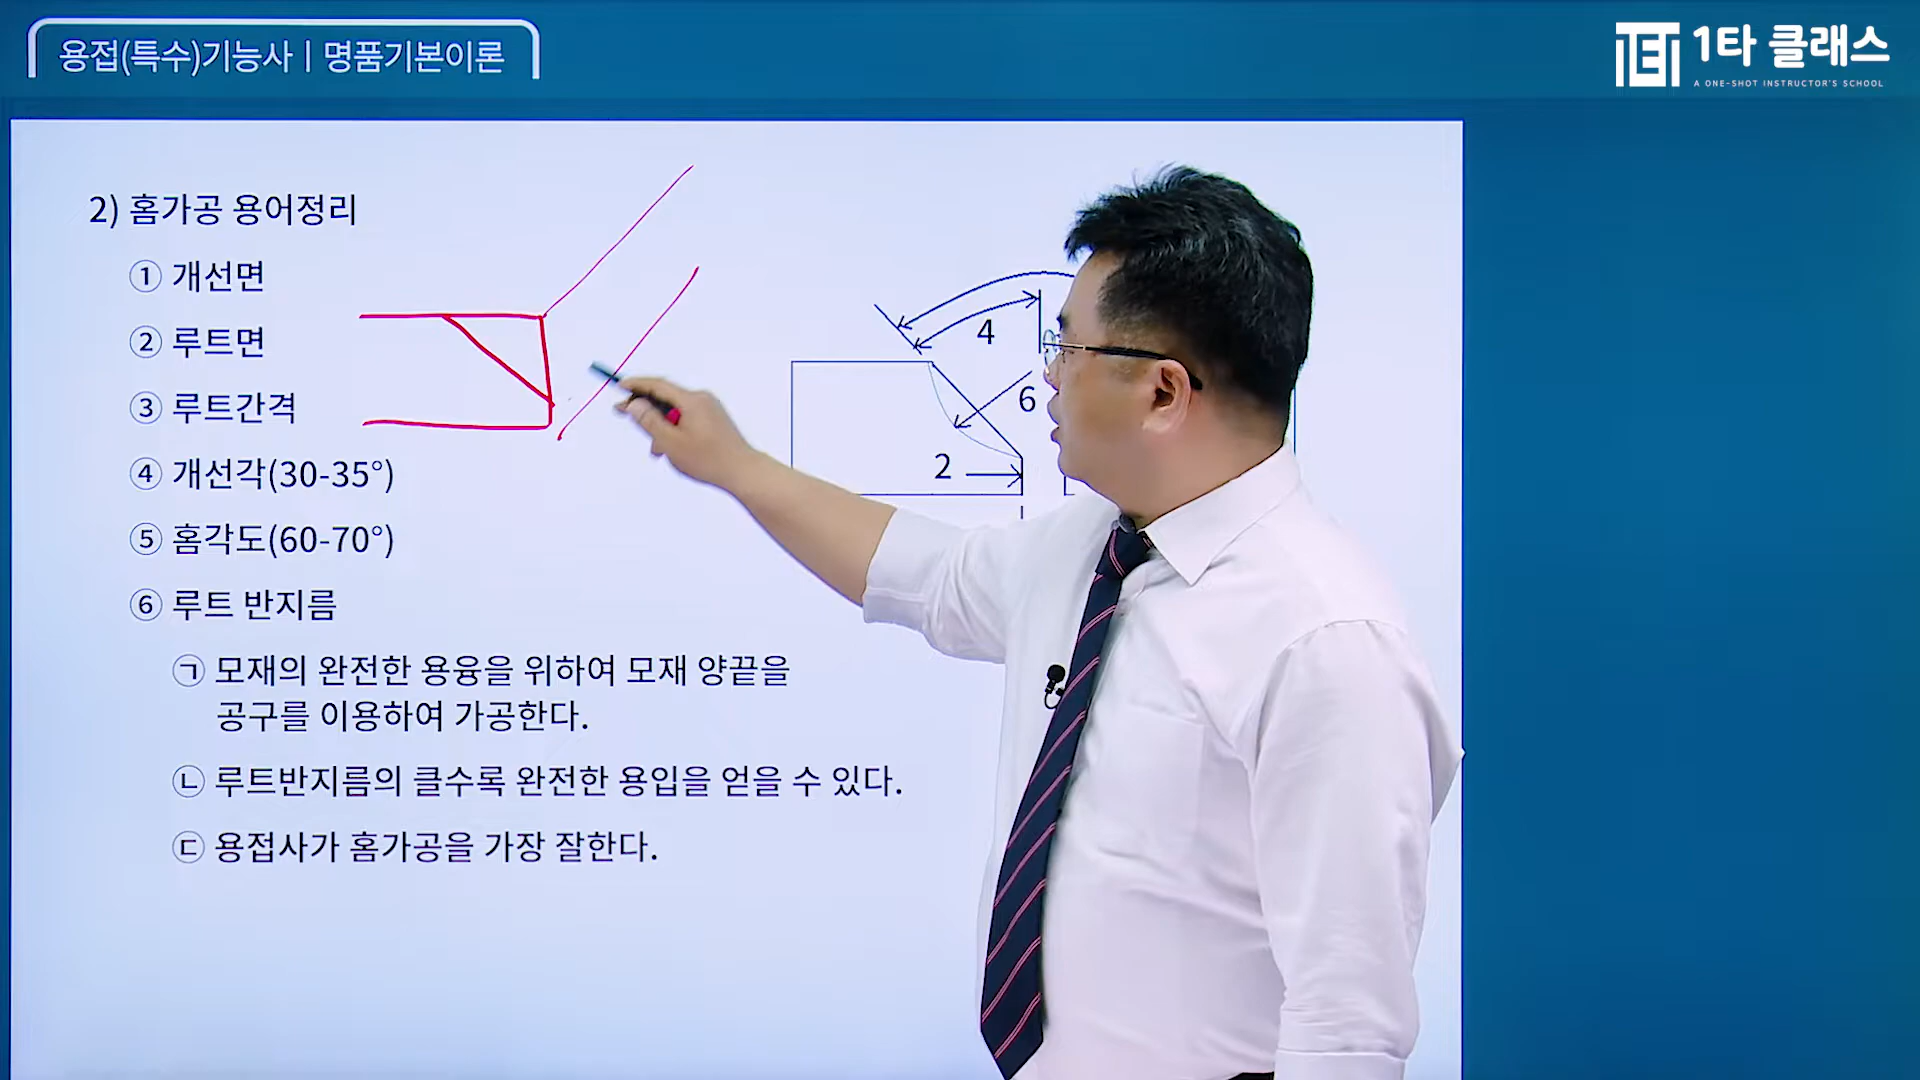 용접(특수)기능사 | 명품기본이론
1타 클래스
A ONE-SHOT INSTRUCTOR'S SCHOOL
2) 홈가공 용어정리
① 개선면
② 루트면
③ 루트간격
④ 개선각(30-35°)
⑤ 홈각도(60-70°)
⑥ 루트 반지름
㉠ 모재의 완전한 용융을 위하여 모재 양끝을
공구를 이용하여 가공한다.
㉡ 루트반지름의 클수록 완전한 용입을 얻을 수 있다.
㉢ 용접사가 홈가공을 가장 잘한다.
4
6
2